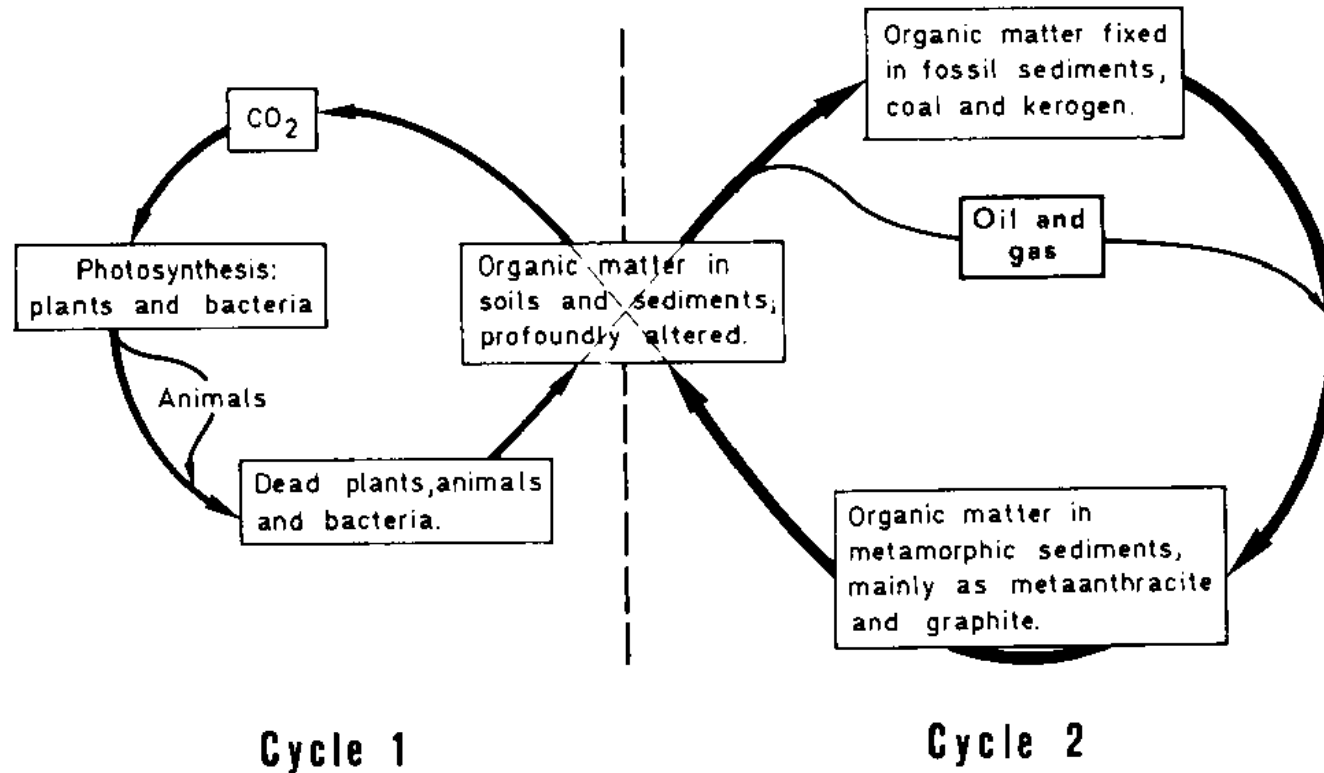 CO2
Photosynthesis:
plants and bacteria
Animals
Dead plants,animals
and bacteria.
Organic matter in
soils and sediments,
profoundly altered.
Organic matter fixed
in fossil sediments,
coal and kerogen.
Oil and
gas
Organic matter in
metamorphic sediments,
mainly as metaanthracite
and graphite.
Cycle 1
Cycle 2